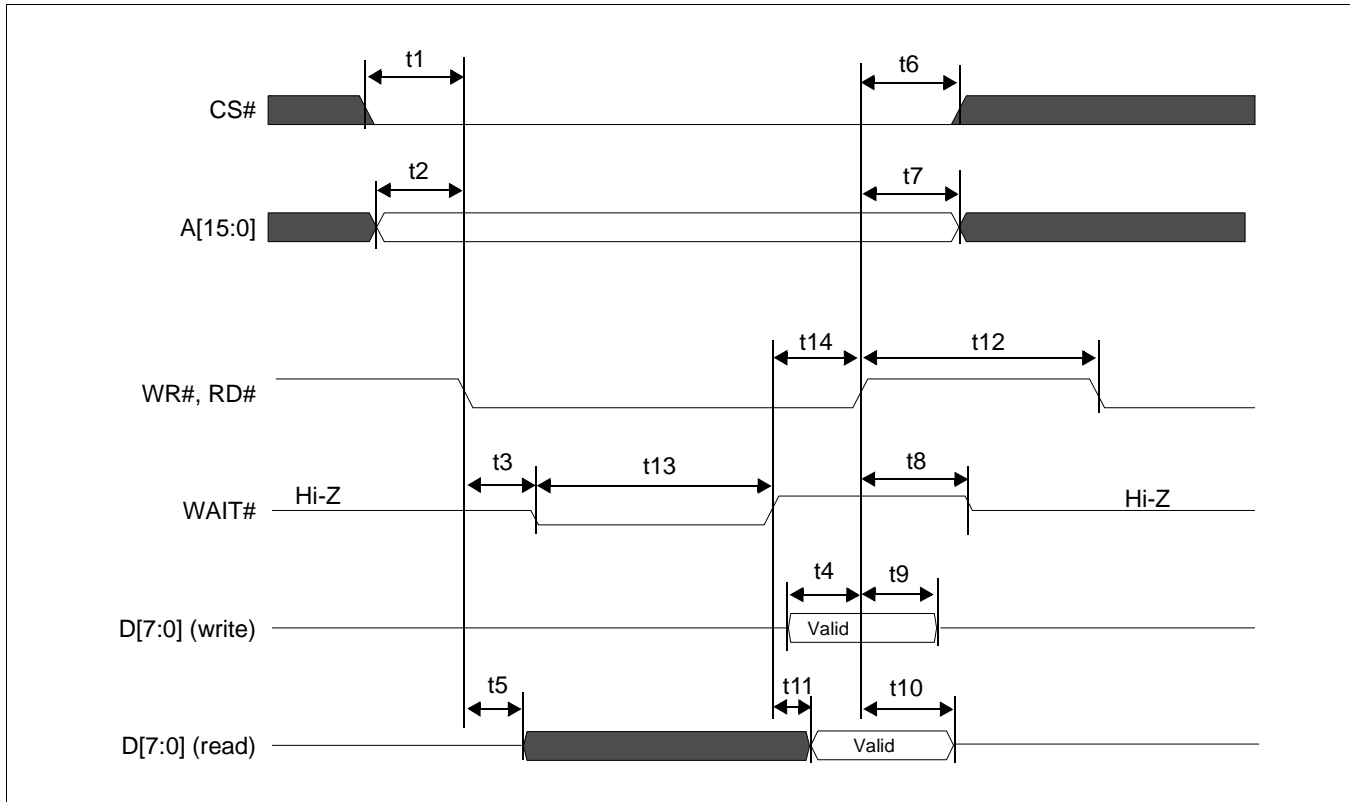 t1
t6
CS#
t2
t7
A[15:0]
t14
t12
WR#, RD#
t3
t13
t8
Hi-Z
Hi-Z
WAIT#
t4
t9
D[7:0] (write)
Valid
t5
t11
t10
D[7:0] (read)
Valid